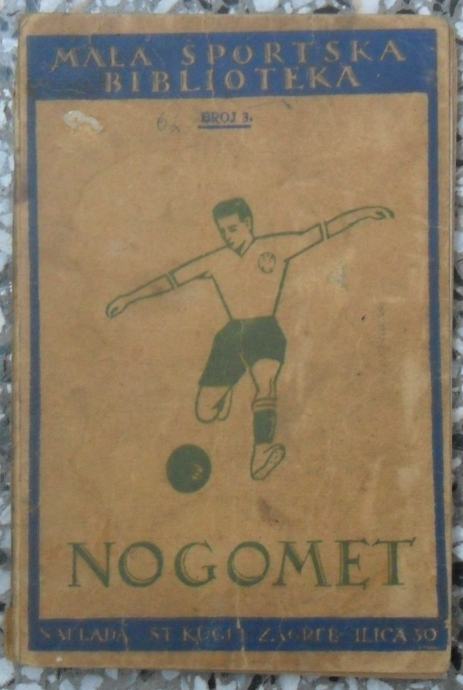 MALA SPORTSKA
BIBLIOTEKA
BROJ 3.
NOGOMET
NAKLADA ST. KUGLI ZAGREB-ILICA 30